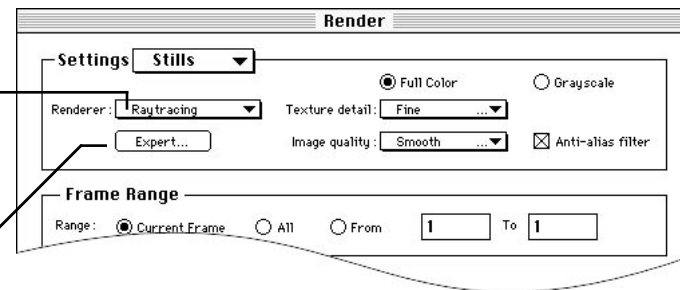 Render
Settings Stills
Full Color Grayscale
Renderer: Raytracing Texture detail: Fine ...
Expert... Image quality: Smooth ... Anti-alias filter
Frame Range
Range: Current Frame All From 1 To 1